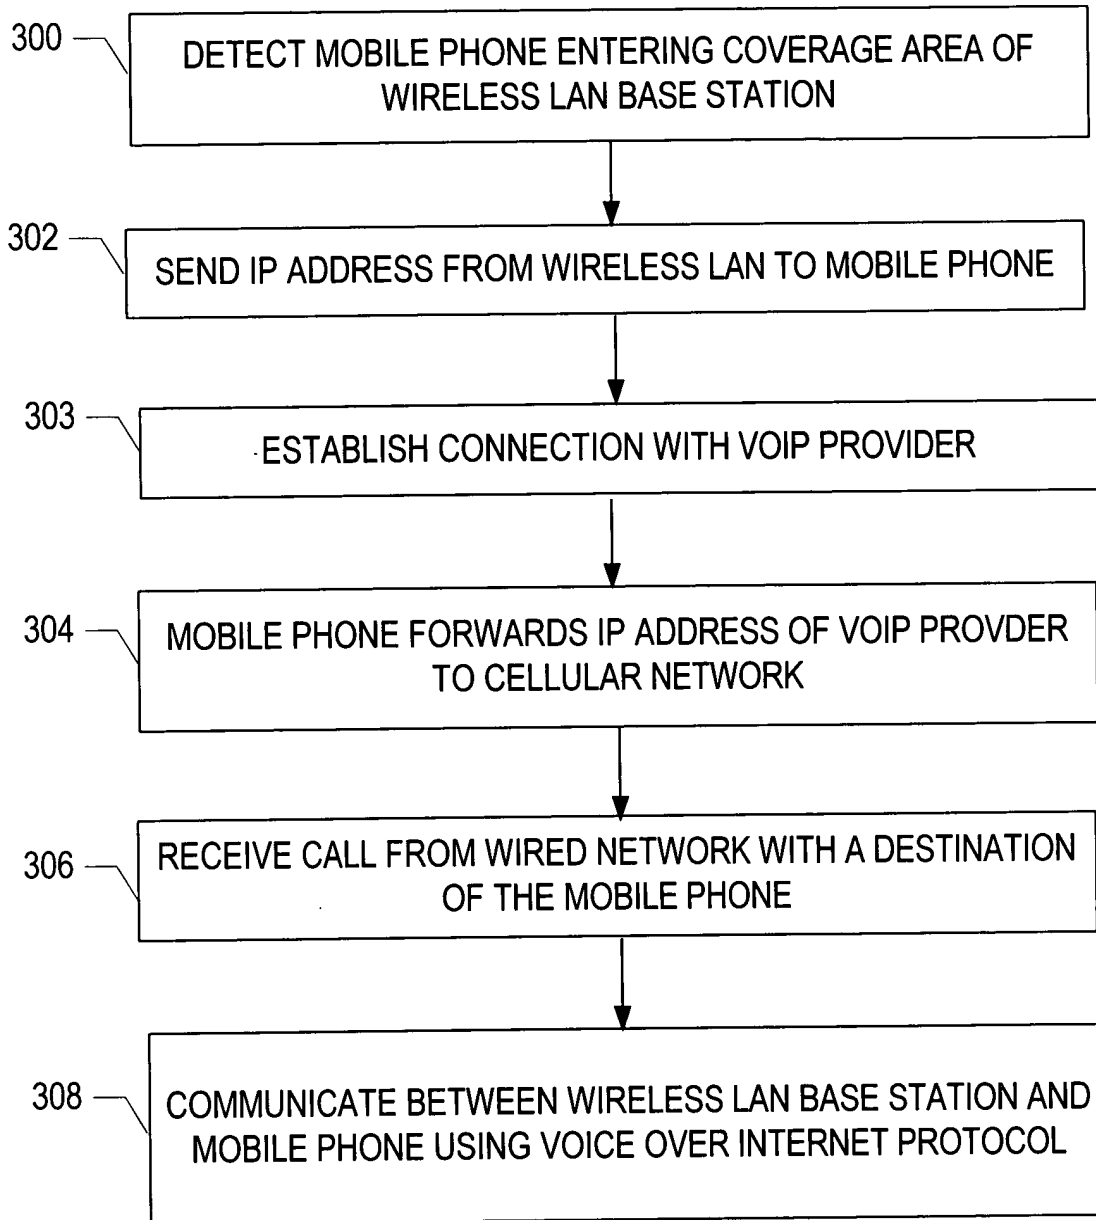 300
DETECT MOBILE PHONE ENTERING COVERAGE AREA OF
WIRELESS LAN BASE STATION
302
SEND IP ADDRESS FROM WIRELESS LAN TO MOBILE PHONE
303
ESTABLISH CONNECTION WITH VOIP PROVIDER
304
MOBILE PHONE FORWARDS IP ADDRESS OF VOIP PROVDER
TO CELLULAR NETWORK
306
RECEIVE CALL FROM WIRED NETWORK WITH A DESTINATION
OF THE MOBILE PHONE
308
COMMUNICATE BETWEEN WIRELESS LAN BASE STATION AND
MOBILE PHONE USING VOICE OVER INTERNET PROTOCOL